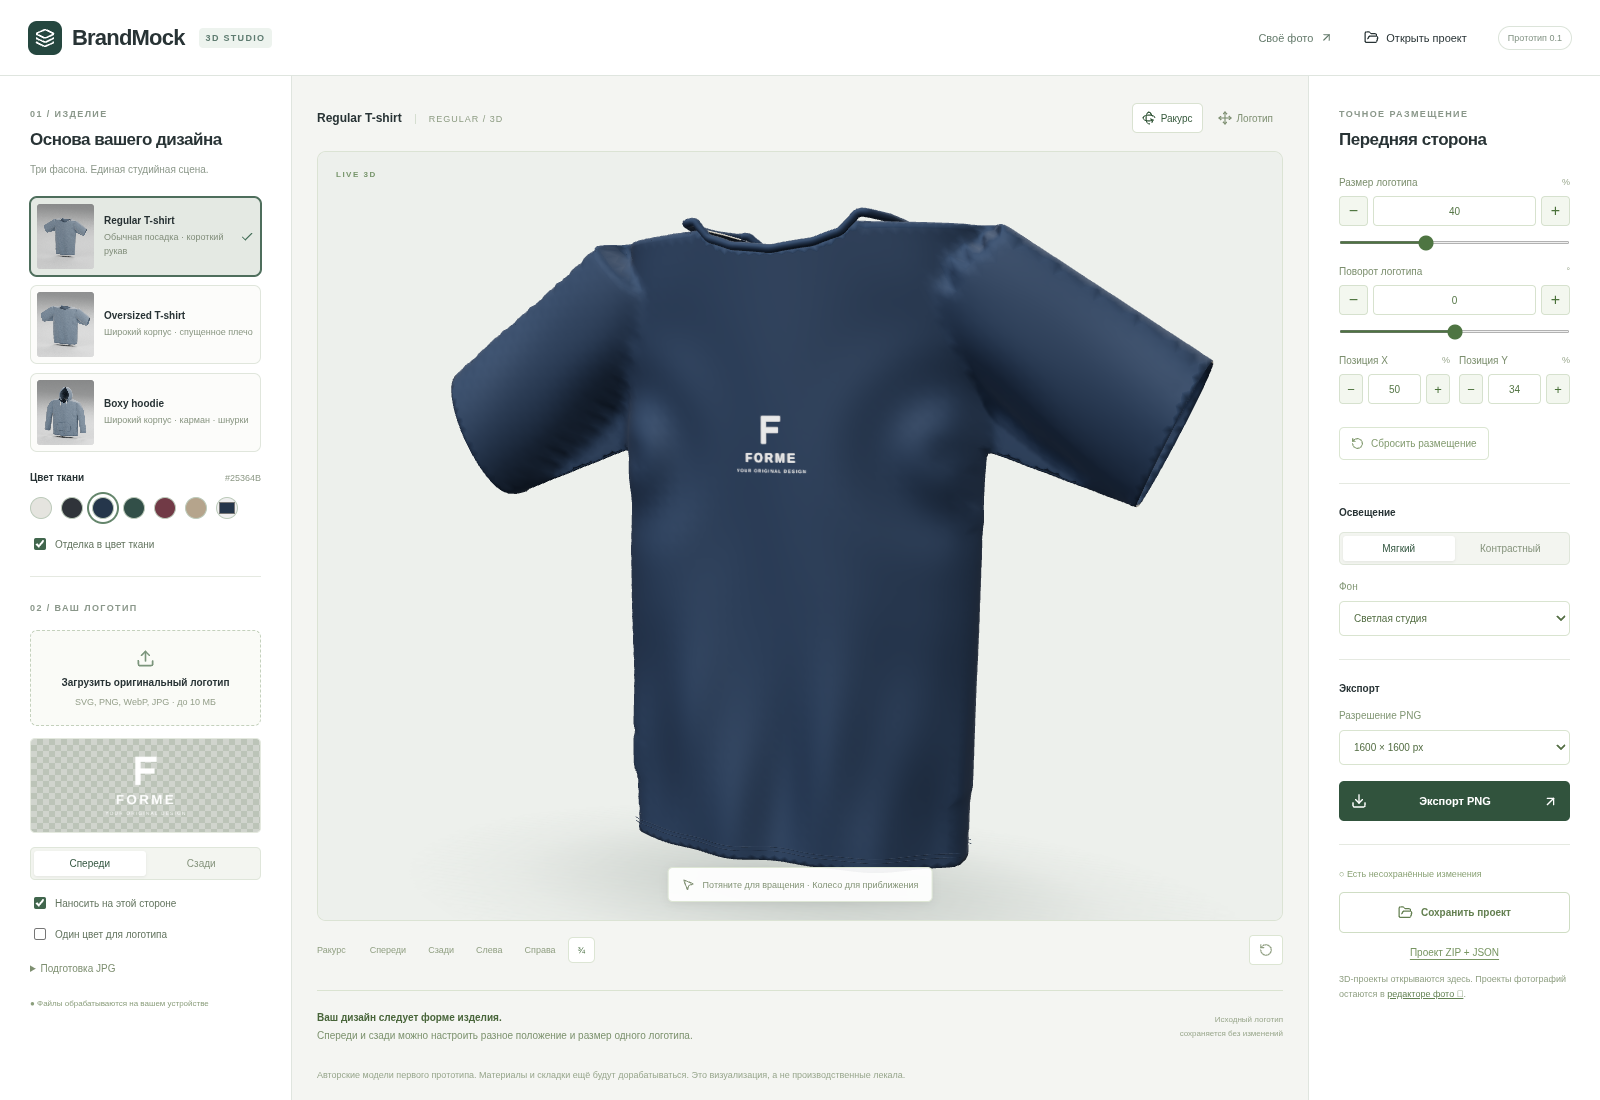 BrandMock
3D STUDIO
Своё фото
Открыть проект
Прототип 0.1
01 / ИЗДЕЛИЕ
Основа вашего дизайна
Три фасона. Единая студийная сцена.
Regular T-shirt
Обычная посадка · короткий
рукав
Oversized T-shirt
Широкий корпус · спущенное плечо
Boxy hoodie
Широкий корпус · карман · шнурки
Цвет ткани
#25364B
Отделка в цвет ткани
02 / ВАШ ЛОГОТИП
Загрузить оригинальный логотип
SVG, PNG, WebP, JPG · до 10 МБ
F
FORME
YOUR ORIGINAL DESIGN
Спереди
Сзади
Наносить на этой стороне
Один цвет для логотипа
Подготовка JPG
● Файлы обрабатываются на вашем устройстве
Regular T-shirt
REGULAR / 3D
Ракурс
Логотип
LIVE 3D
F
FORME
YOUR ORIGINAL DESIGN
Потяните для вращения · Колесо для приближения
Ракурс
Спереди
Сзади
Слева
Справа
¾
Ваш дизайн следует форме изделия.
Спереди и сзади можно настроить разное положение и размер одного логотипа.
Исходный логотип
сохраняется без изменений
Авторские модели первого прототипа. Материалы и складки ещё будут дорабатываться. Это визуализация, а не производственные лекала.
ТОЧНОЕ РАЗМЕЩЕНИЕ
Передняя сторона
Размер логотипа %
− 40 +
Поворот логотипа °
− 0 +
Позиция X % Позиция Y %
− 50 + − 34 +
Сбросить размещение
Освещение
Мягкий
Контрастный
Фон
Светлая студия
Экспорт
Разрешение PNG
1600 × 1600 px
Экспорт PNG
○ Есть несохранённые изменения
Сохранить проект
Проект ZIP + JSON
3D-проекты открываются здесь. Проекты фотографий
остаются в редакторе фото.